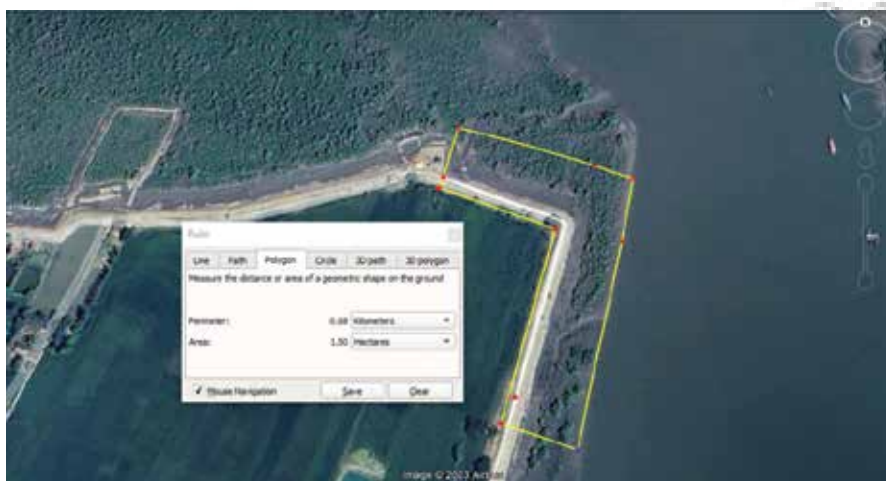 Ruler
Line Path Polygon Circle 3D path 3D polygon
Measure the distance or area of a geometric shape on the ground
Perimeter: 0.68 Kilometers
Area: 1.50 Hectares
Mouse Navigation Save Clear
Image © 2023 Airbus